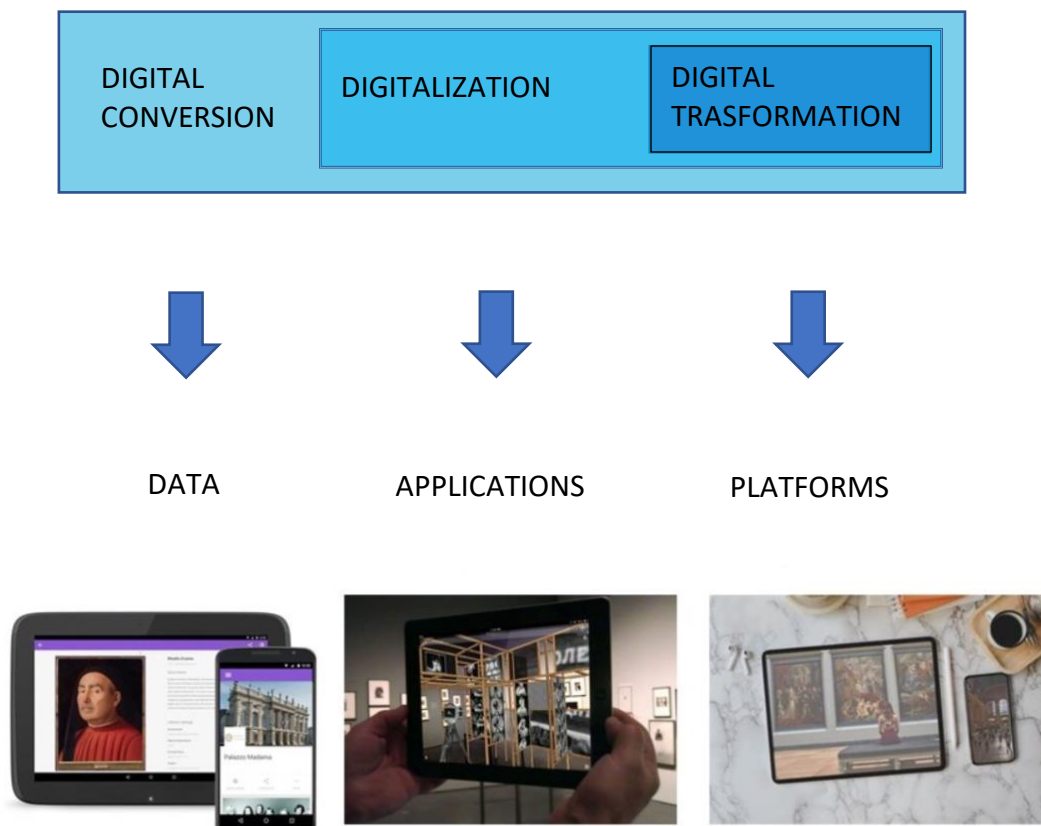 DIGITAL
CONVERSION
DIGITALIZATION
DIGITAL
TRASFORMATION
DATA
APPLICATIONS
PLATFORMS
Palazzo Madama